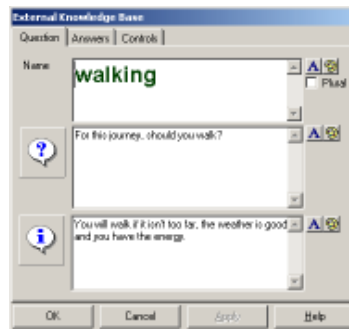 External Knowledge Base
Question Answers Controls
Name
walking
A
Plural
For this journey, should you walk?
A
You will walk if it isn't too far, the weather is good
and you have the energy.
A
OK Cancel Apply Help